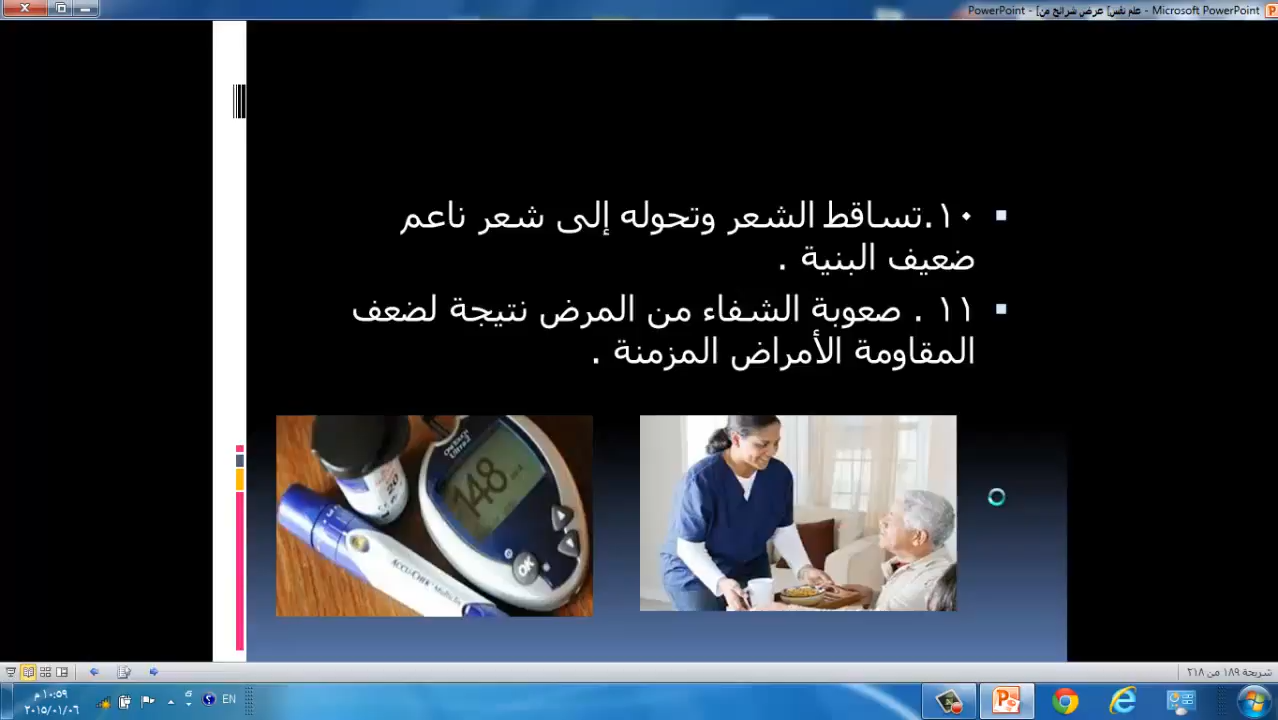 PowerPoint - [علم نفس] عرض شرائح من - Microsoft PowerPoint
١٠.تساقط الشعر وتحوله إلى شعر ناعم
ضعيف البنية .
١١ . صعوبة الشفاء من المرض نتيجة لضعف
المقاومة الأمراض المزمنة .
148
20
OK
ACCU-CHEK
شريحة ١٨٩ من ٢١٨
EN
١٠:٥٩ م
٢٠١٥/٠١/٠٦